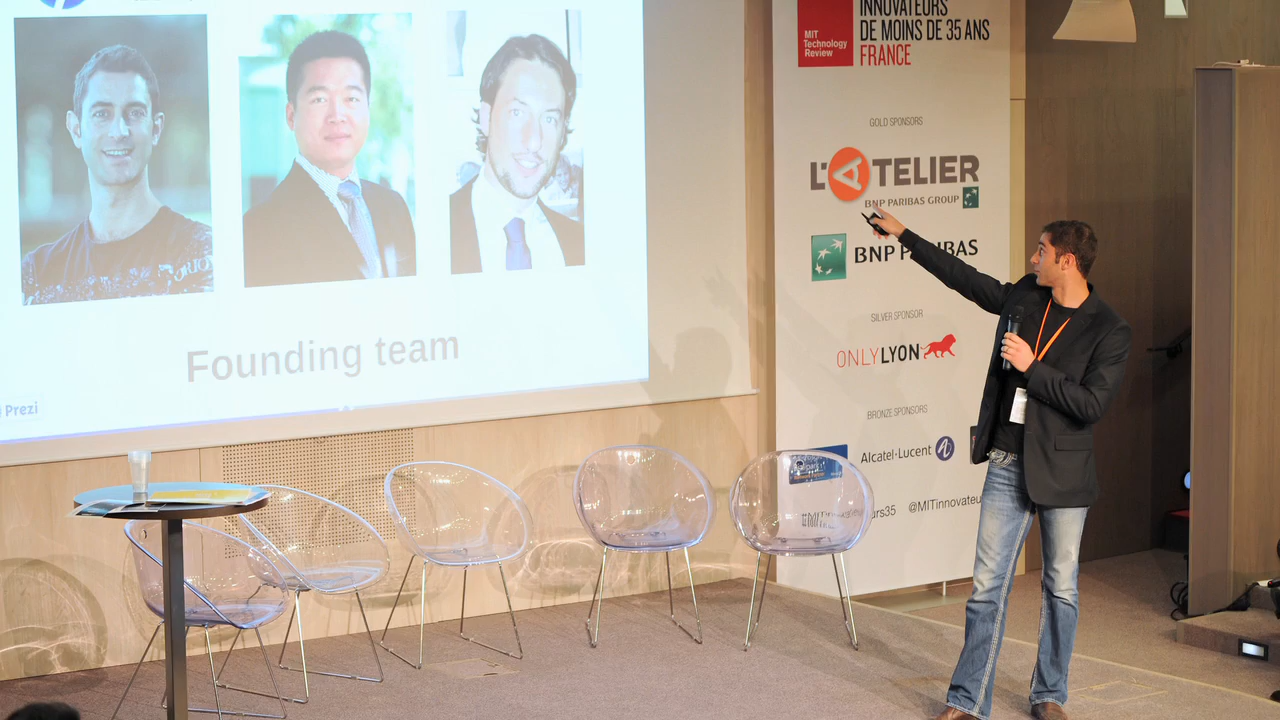 Founding team
Prezi
MIT
Technology
Review
INNOVATEURS
DE MOINS DE 35 ANS
FRANCE
GOLD SPONSORS
L'ATELIER
BNP PARIBAS GROUP
BNP PARIBAS
SILVER SPONSOR
ONLYLYON
BRONZE SPONSORS
Alcatel·Lucent
@MITinnovateu